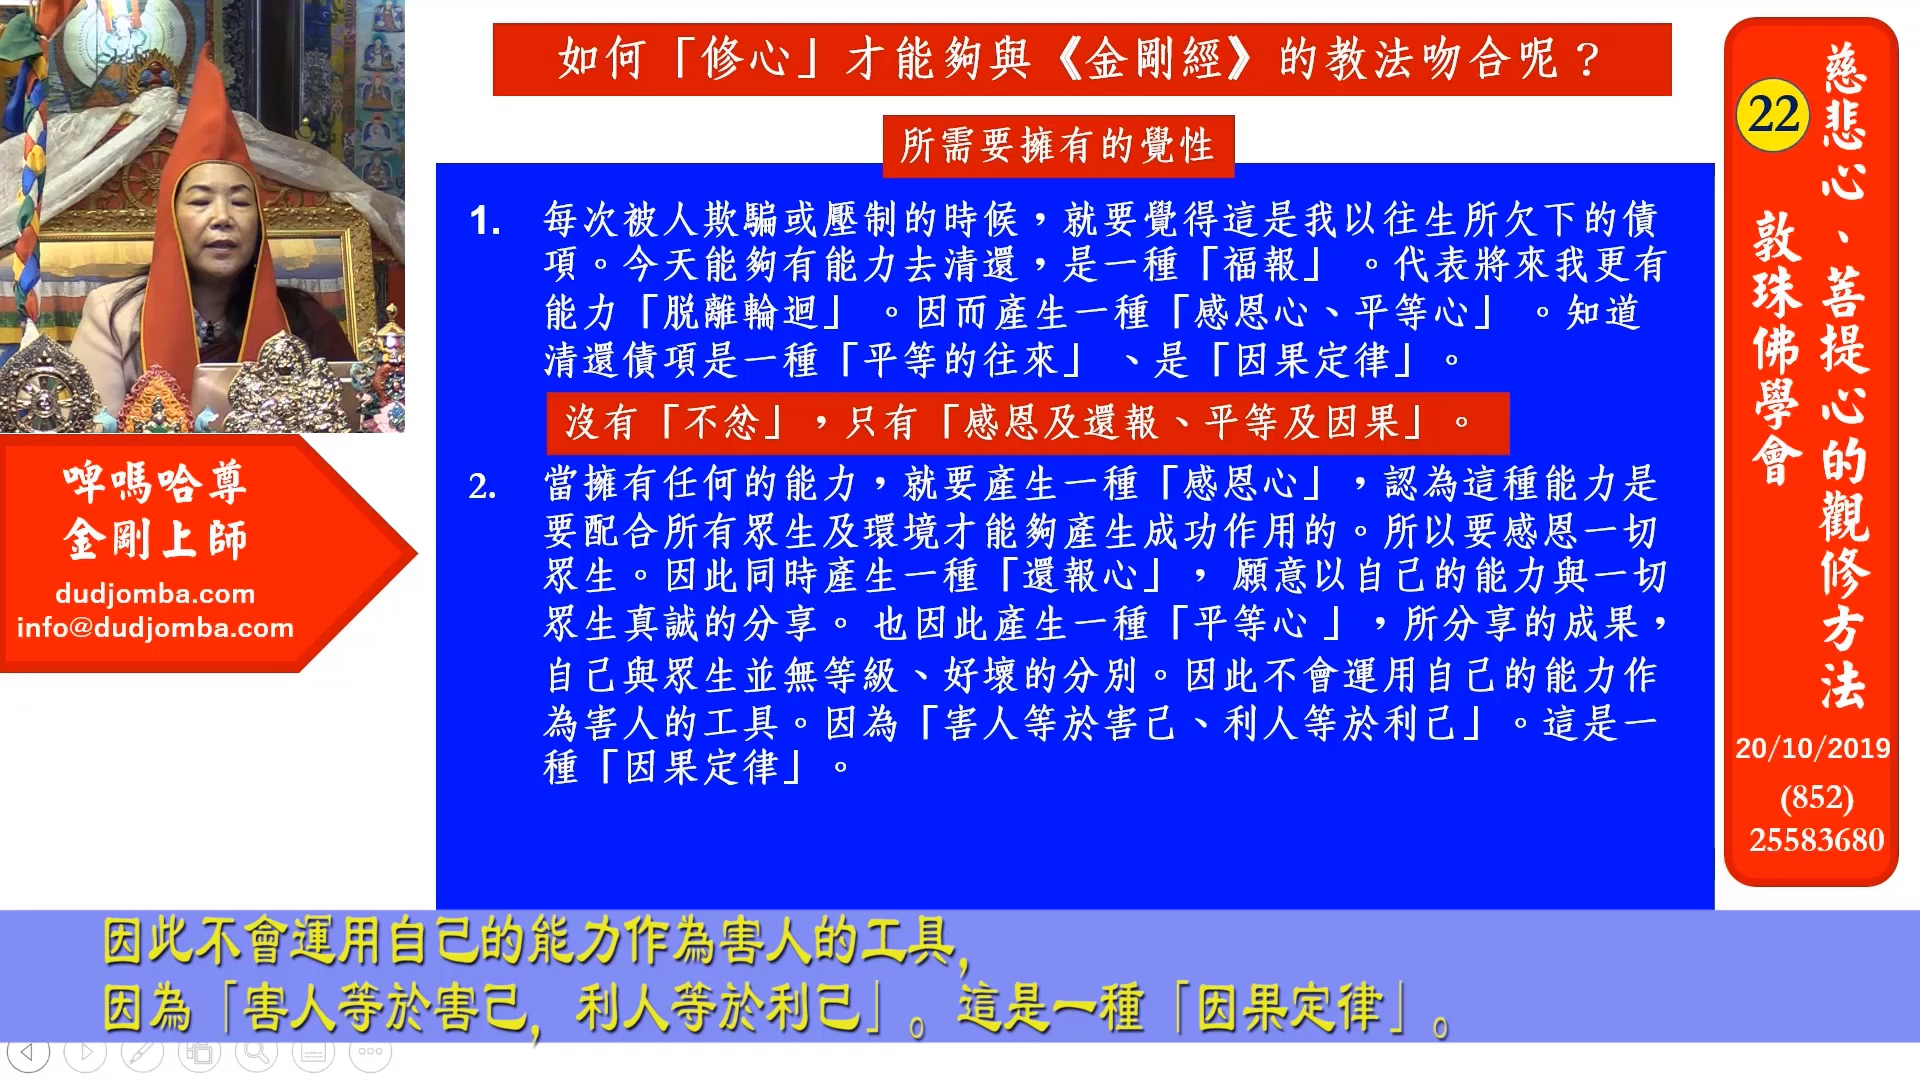 如何「修心」才能夠與《金剛經》的教法吻合呢？
所需要擁有的覺性
1. 每次被人欺騙或壓制的時候，就要覺得這是我以往生所欠下的債
項。今天能夠有能力去清還，是一種「福報」。代表將來我更有
能力「脫離輪迴」。因而產生一種「感恩心、平等心」。知道
清還債項是一種「平等的往來」、是「因果定律」。
沒有「不忿」，只有「感恩及還報、平等及因果」。
2. 當擁有任何的能力，就要產生一種「感恩心」，認為這種能力是
要配合所有眾生及環境才能夠產生成功作用的。所以要感恩一切
眾生。因此同時產生一種「還報心」， 願意以自己的能力與一切
眾生真誠的分享。 也因此產生一種「平等心 」，所分享的成果，
自己與眾生並無等級、好壞的分別。因此不會運用自己的能力作
為害人的工具。因為「害人等於害己、利人等於利己」。這是一
種「因果定律」。
啤嗎哈尊
金剛上師
dudjomba.com
info@dudjomba.com
慈悲心、菩提心的觀修方法
22
敦珠佛學會
20/10/2019
(852)
25583680
因此不會運用自己的能力作為害人的工具,
因為「害人等於害己, 利人等於利己」。這是一種「因果定律」。